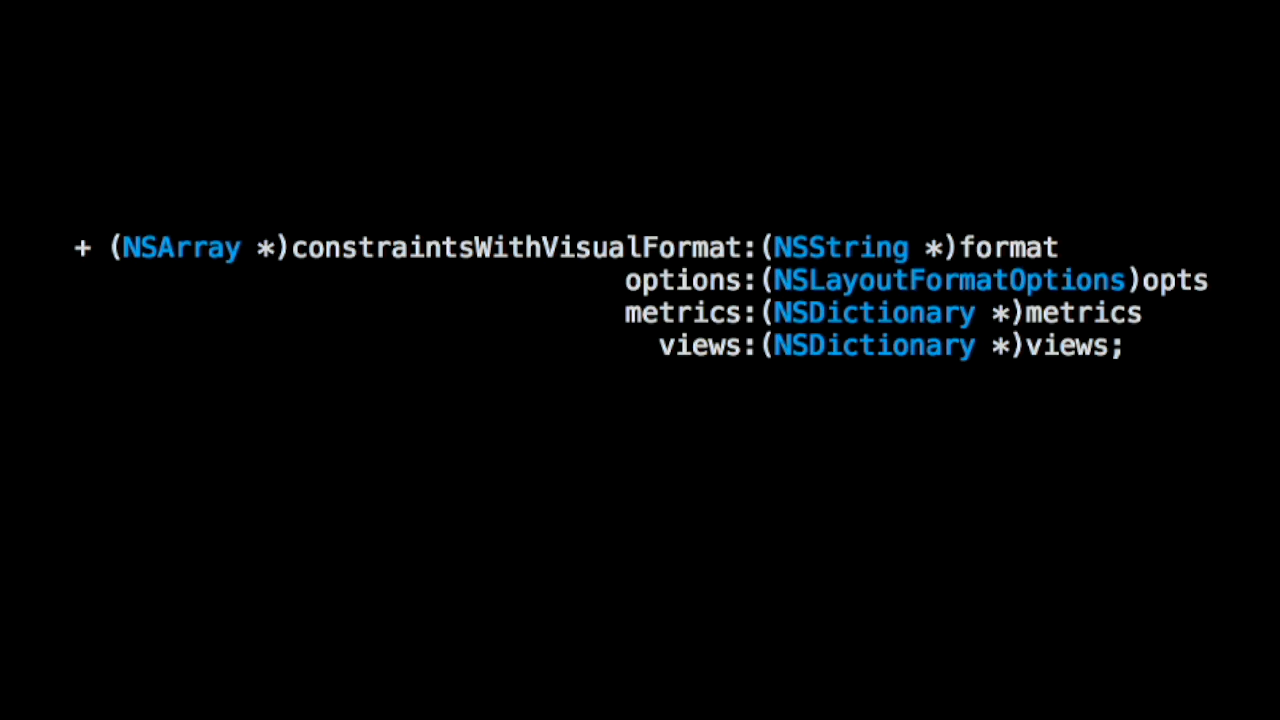 + (NSArray *)constraintsWithVisualFormat:(NSString *)format
options:(NSLayoutFormatOptions)opts
metrics:(NSDictionary *)metrics
views:(NSDictionary *)views;